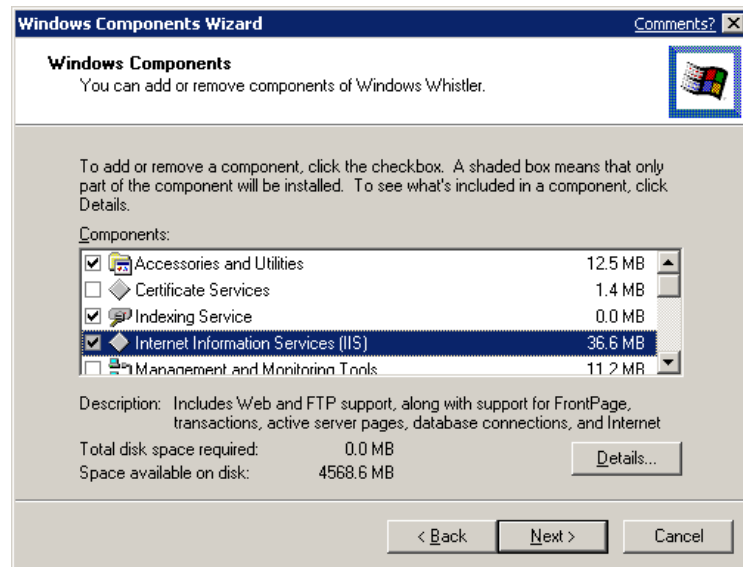 Windows Components Wizard Comments?
Windows Components
You can add or remove components of Windows Whistler.
To add or remove a component, click the checkbox. A shaded box means that only
part of the component will be installed. To see what's included in a component, click
Details.
Components:
Accessories and Utilities 12.5 MB
Certificate Services 1.4 MB
Indexing Service 0.0 MB
Internet Information Services (IIS) 36.6 MB
Management and Monitoring Tools 11.2 MB
Description: Includes Web and FTP support, along with support for FrontPage,
transactions, active server pages, database connections, and Internet
Total disk space required: 0.0 MB
Space available on disk: 4568.6 MB
Details...
< Back Next > Cancel